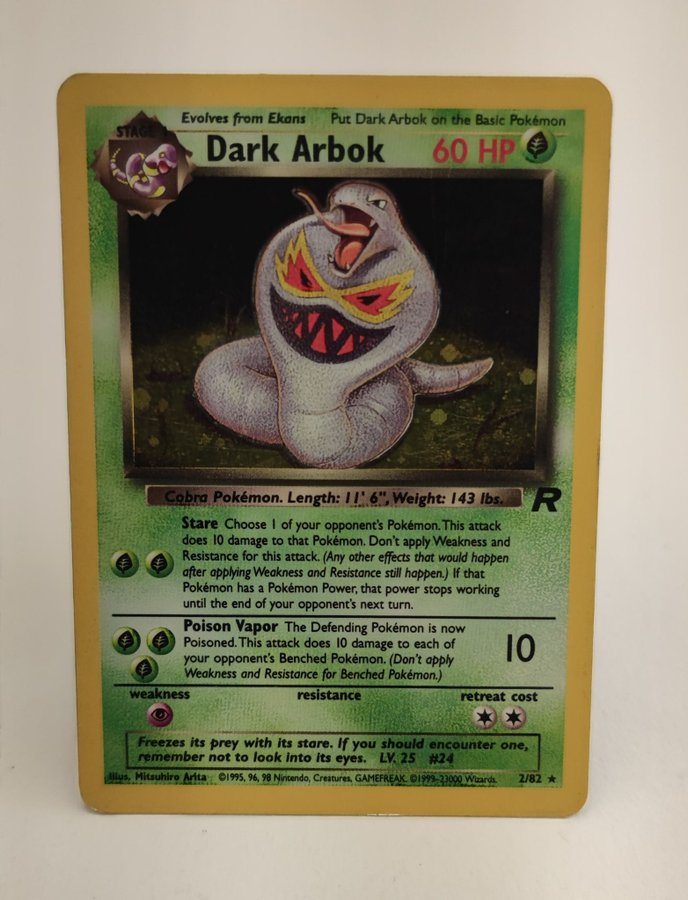 Evolves from Ekans Put Dark Arbok on the Basic Pokémon
STAGE 1
Dark Arbok 60 HP
Cobra Pokémon. Length: 11' 6", Weight: 143 lbs.
R
Stare Choose 1 of your opponent's Pokémon. This attack
does 10 damage to that Pokémon. Don't apply Weakness and
Resistance for this attack. (Any other effects that would happen
after applying Weakness and Resistance still happen.) If that
Pokémon has a Pokémon Power, that power stops working
until the end of your opponent's next turn.
Poison Vapor The Defending Pokémon is now
Poisoned. This attack does 10 damage to each of
your opponent's Benched Pokémon. (Don't apply
Weakness and Resistance for Benched Pokémon.)
10
weakness resistance retreat cost
Freezes its prey with its stare. If you should encounter one,
remember not to look into its eyes. LV. 25 #24
Illus. Mitsuhiro Arita ©1995, 96, 98 Nintendo, Creatures, GAMEFREAK. ©1999-23000 Wizards. 2/82 ★